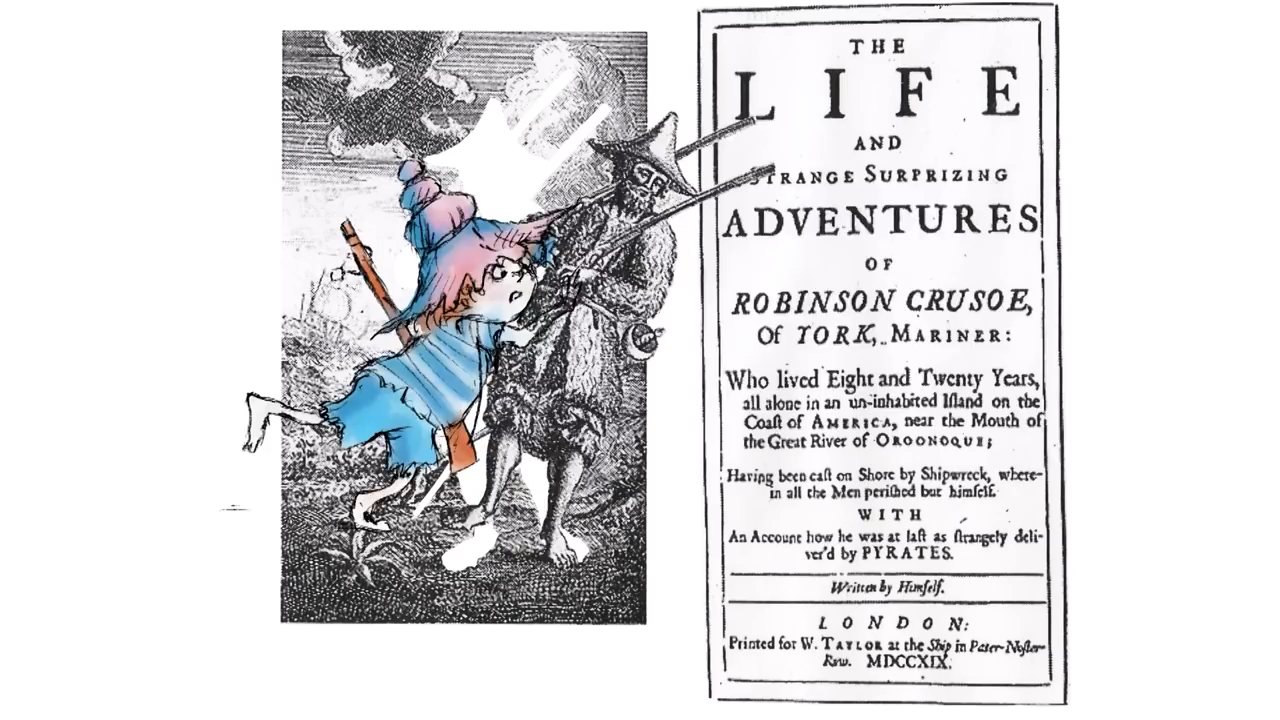 THE
LIFE
AND
STRANGE SURPRIZING
ADVENTURES
OF
ROBINSON CRUSOE,
Of YORK, MARINER:
Who lived Eight and Twenty Years,
all alone in an un-inhabited Iſland on the
Coaſt of AMERICA, near the Mouth of
the Great River of OROONOQUE;
Having been caſt on Shore by Shipwreck, where-
in all the Men periſhed but himſelf.
WITH
An Account how he was at laſt as ſtrangely deli-
ver'd by PYRATES.
Written by Himſelf.
LONDON:
Printed for W. TAYLOR at the Ship in Pater-Noſter-
Row. MDCCXIX.